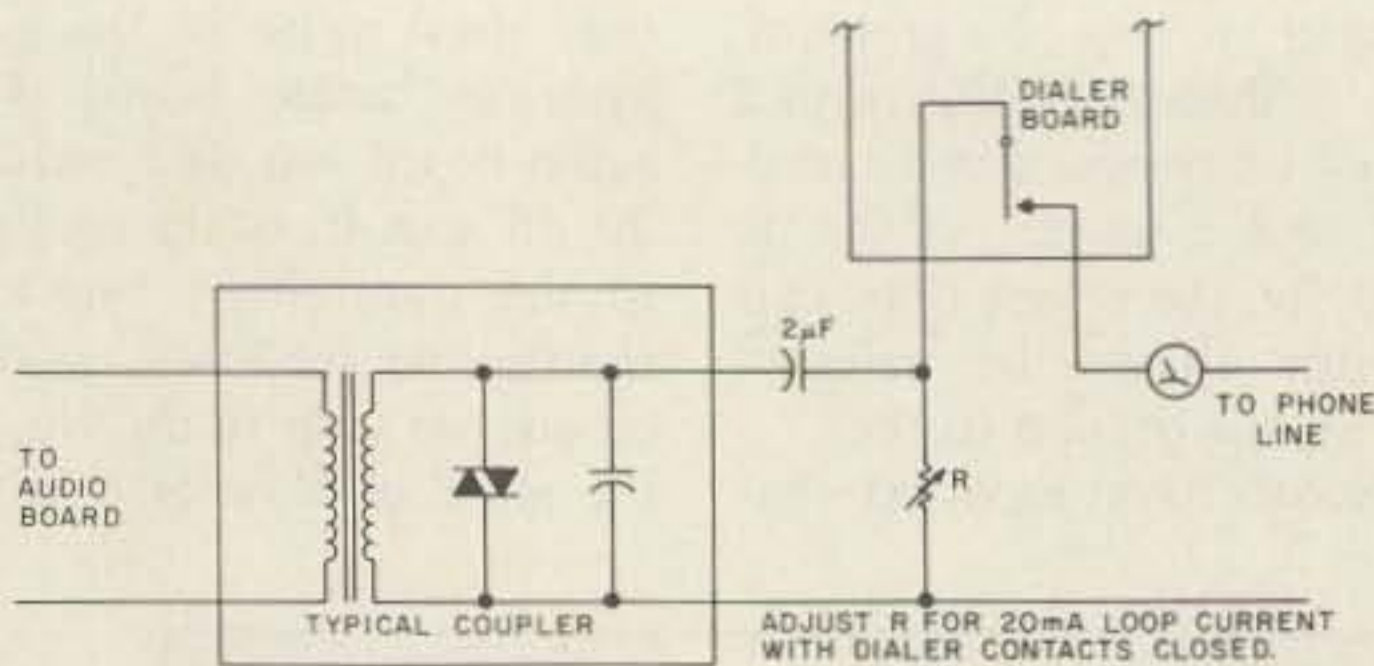 DIALER
BOARD
2µF
TO PHONE
LINE
TO
AUDIO
BOARD
R
TYPICAL COUPLER
ADJUST R FOR 20mA LOOP CURRENT
WITH DIALER CONTACTS CLOSED.